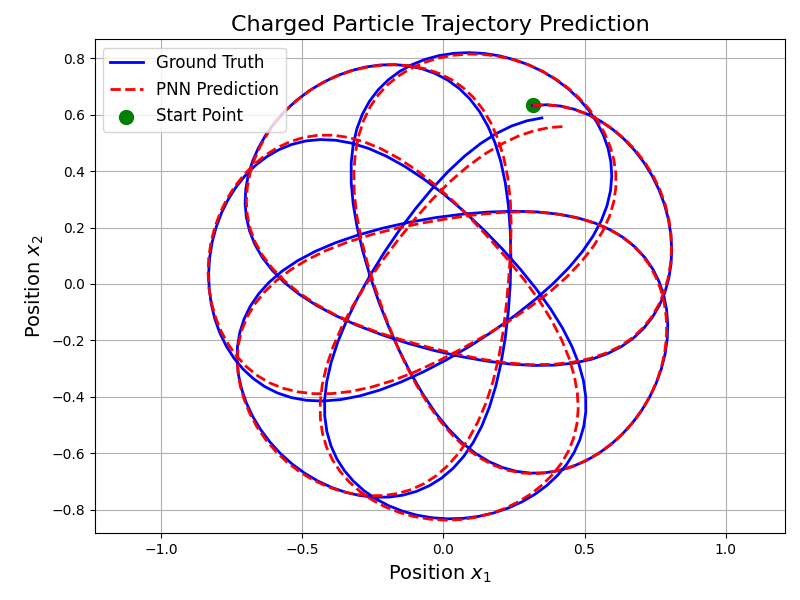 Charged Particle Trajectory Prediction
Ground Truth
PNN Prediction
Start Point
Position x₂
0.8
0.6
0.4
0.2
0.0
−0.2
−0.4
−0.6
−0.8
−1.0 −0.5 0.0 0.5 1.0
Position x₁